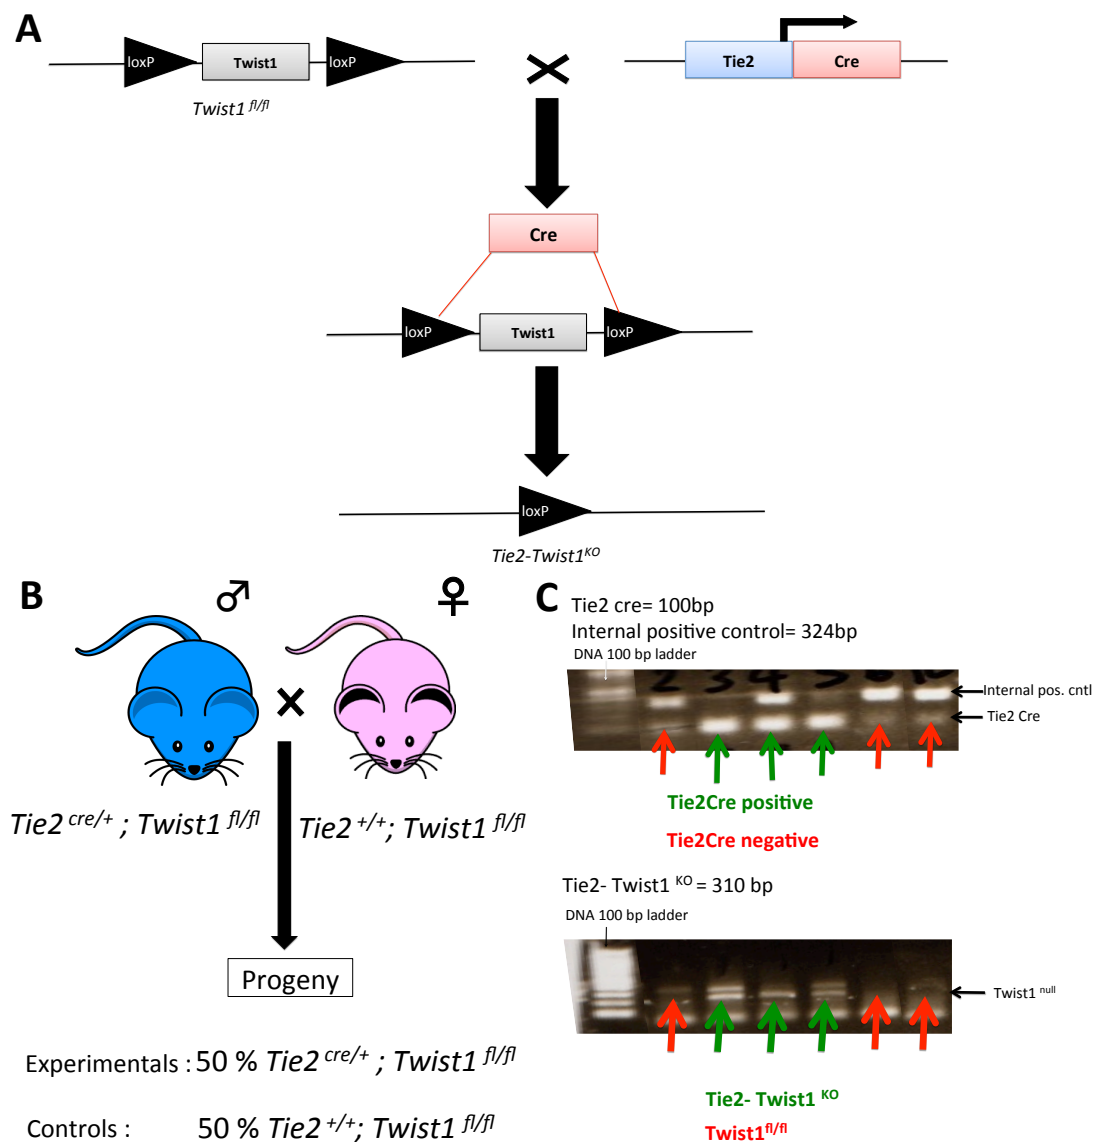 A
loxP
Twist1
loxP
Twist1 fl/fl
Tie2
Cre
Cre
loxP
Twist1
loxP
loxP
Tie2-Twist1KO
B
♂
♀
Tie2 cre/+ ; Twist1 fl/fl
Tie2 +/+; Twist1 fl/fl
Progeny
Experimentals : 50 % Tie2 cre/+ ; Twist1 fl/fl
Controls : 50 % Tie2 +/+; Twist1 fl/fl
C
Tie2 cre= 100bp
Internal positive control= 324bp
DNA 100 bp ladder
2 3 4 5 6 10
Internal pos. cntl
Tie2 Cre
Tie2Cre positive
Tie2Cre negative
Tie2- Twist1 KO = 310 bp
DNA 100 bp ladder
Twist1 null
Tie2- Twist1 KO
Twist1fl/fl